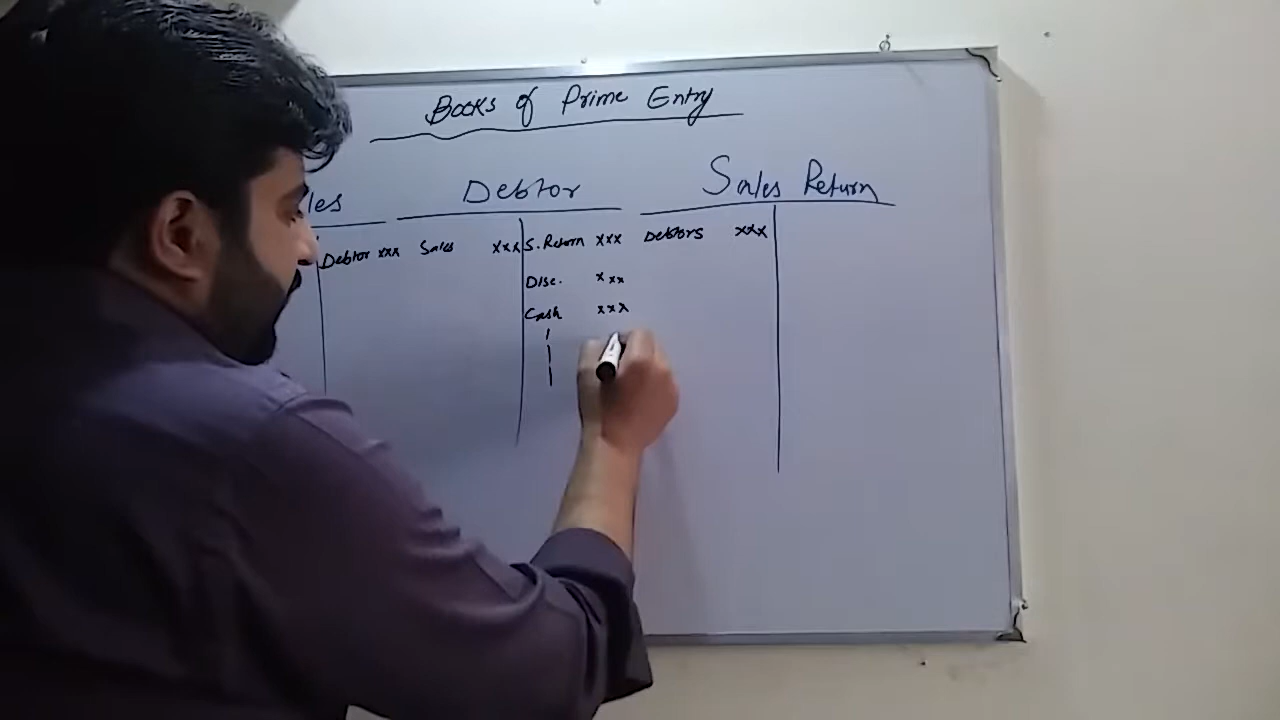 Books of Prime Entry
les Debtor Sales Return
Debtor xxx Sales xxx S. Return xxx Debtors xxx
Disc. xxx
Cash xxx